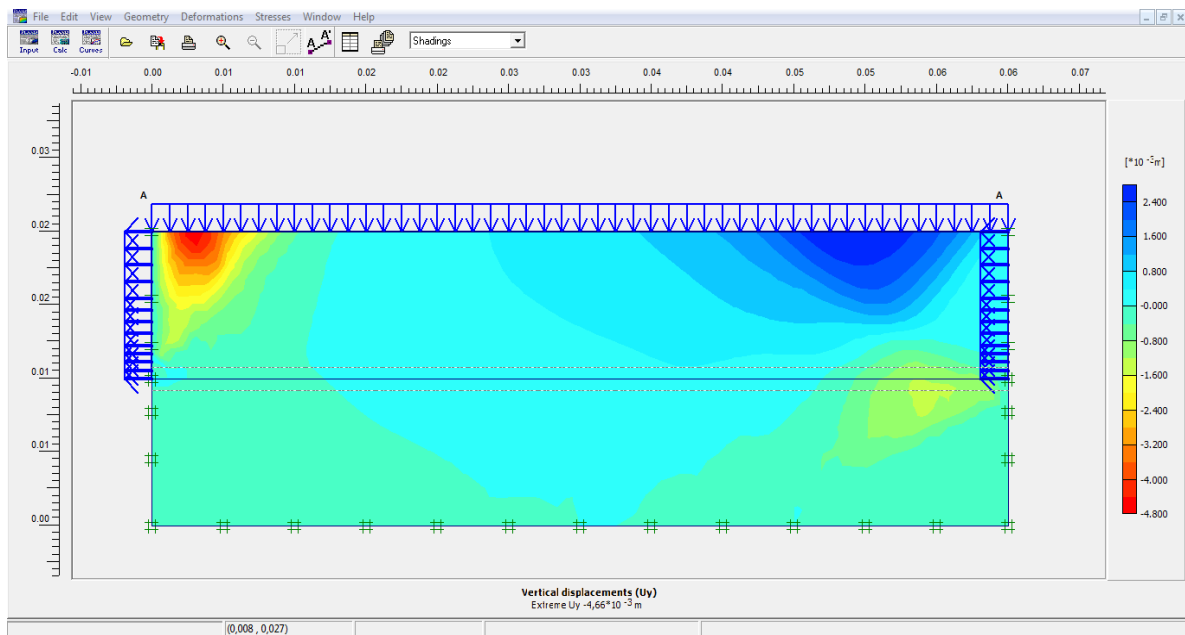 File Edit View Geometry Deformations Stresses Window Help
Input Calc Curves A A* Shadings
-0.01 0.00 0.01 0.01 0.02 0.02 0.03 0.03 0.04 0.04 0.05 0.05 0.06 0.06 0.07
0.03
0.02
0.02
0.01
0.01
0.00
A A
[*10 -3m]
2.400
1.600
0.800
-0.000
-0.800
-1.600
-2.400
-3.200
-4.000
-4.800
Vertical displacements (Uy)
Extreme Uy -4,66*10 -3 m
(0,008 , 0,027)